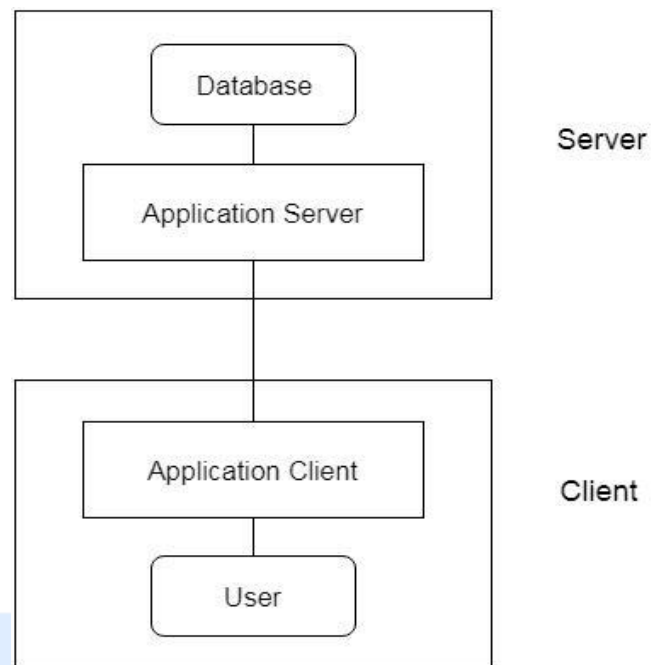 Database
Server
Application Server
Application Client
Client
User